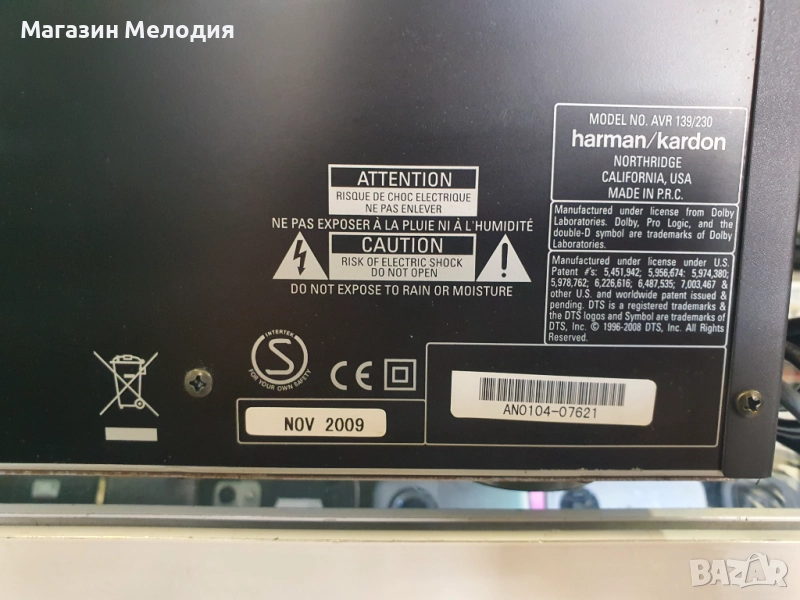 Магазин Мелодия
MODEL NO. AVR 139/230
harman/kardon
NORTHRIDGE
CALIFORNIA, USA
MADE IN P.R.C.
ATTENTION
RISQUE DE CHOC ELECTRIQUE
NE PAS ENLEVER
NE PAS EXPOSER À LA PLUIE NI À L'HUMIDITÉ
CAUTION
RISK OF ELECTRIC SHOCK
DO NOT OPEN
DO NOT EXPOSE TO RAIN OR MOISTURE
Manufactured under license from Dolby
Laboratories. Dolby, Pro Logic, and the
double-D symbol are trademarks of Dolby
Laboratories.
Manufactured under license under U.S.
Patent #'s: 5,451,942; 5,956,674; 5,974,380;
5,978,762; 6,226,616; 6,487,535; 7,003,467 &
other U.S. and worldwide patent issued &
pending. DTS is a registered trademark &
the DTS logos and Symbol are trademarks of
DTS, Inc. © 1996-2008 DTS, Inc. All Rights
Reserved.
INTERTEK
S
FOR YOUR OWN SAFETY
CE
NOV 2009
AN0104-07621
BAZAR